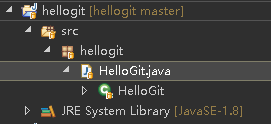 hellogit [hellogit master]
src
hellogit
HelloGit.java
HelloGit
JRE System Library [JavaSE-1.8]